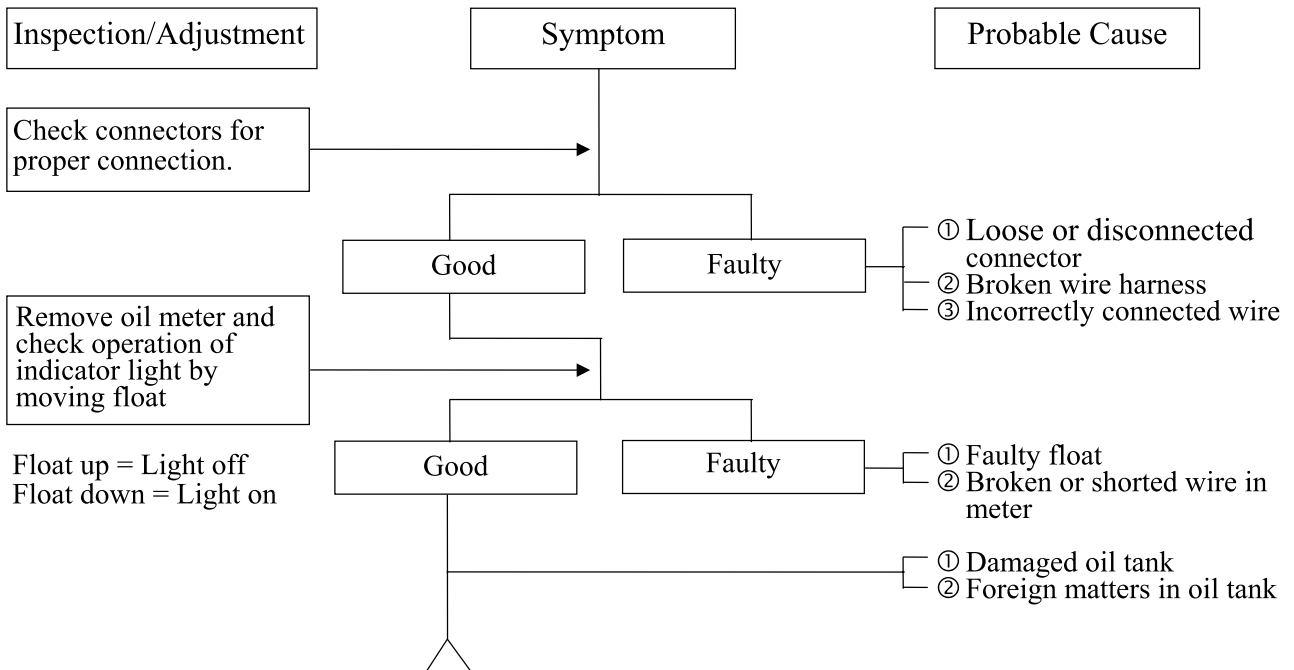 Inspection/Adjustment
Symptom
Probable Cause
Check connectors for
proper connection.
Good
Faulty
① Loose or disconnected
connector
② Broken wire harness
③ Incorrectly connected wire
Remove oil meter and
check operation of
indicator light by
moving float
Float up = Light off
Float down = Light on
Good
Faulty
① Faulty float
② Broken or shorted wire in
meter
① Damaged oil tank
② Foreign matters in oil tank